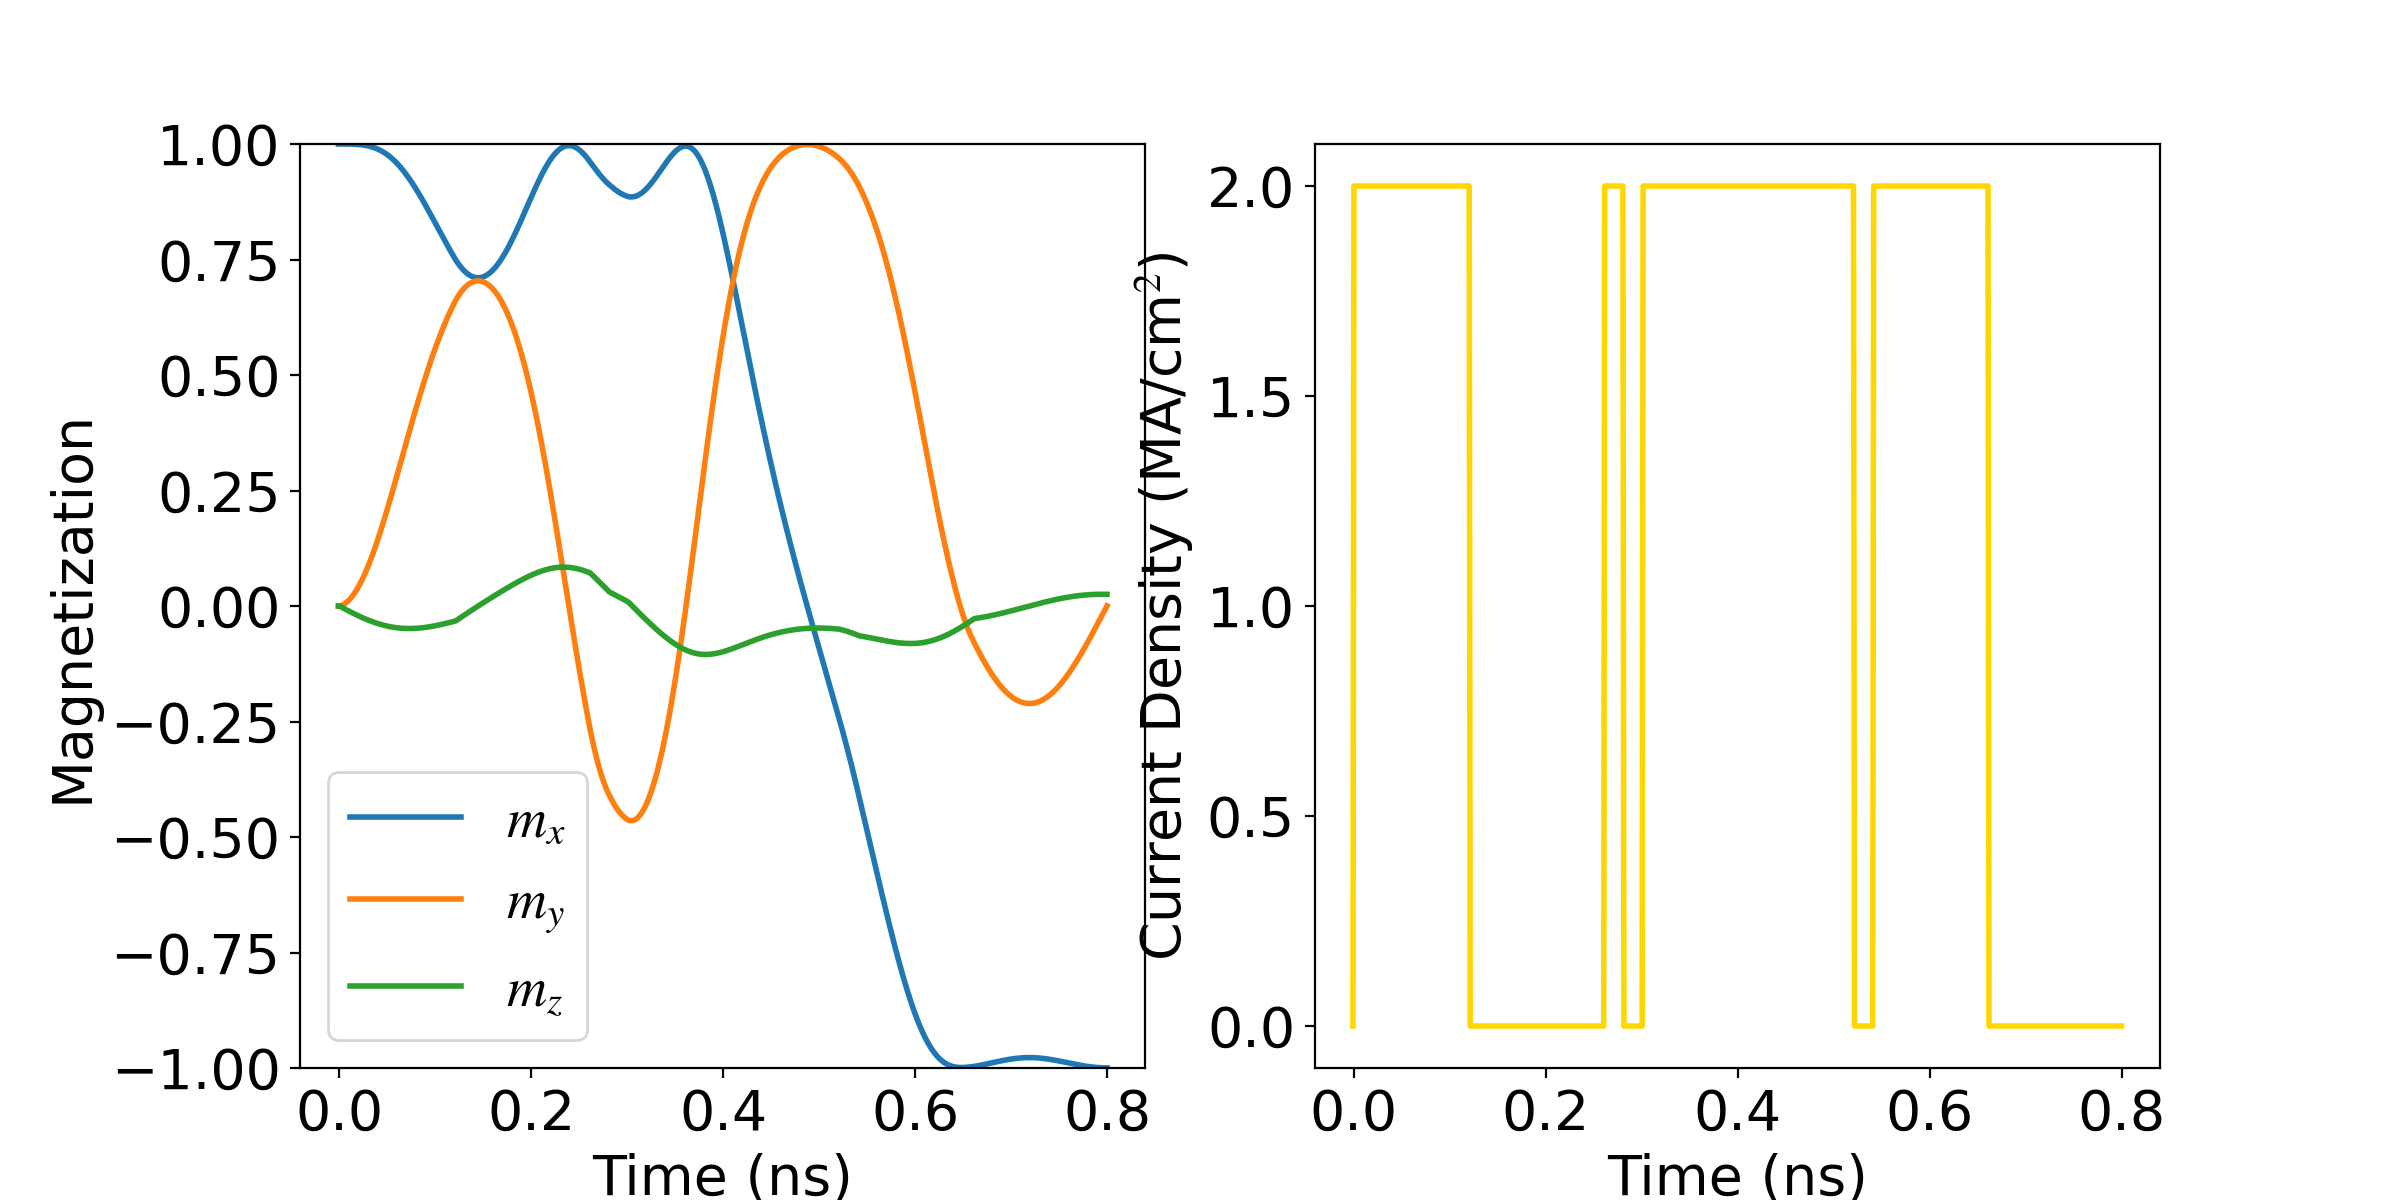 Magnetization
1.00
0.75
0.50
0.25
0.00
−0.25
−0.50
−0.75
−1.00
m_x
m_y
m_z
0.0 0.2 0.4 0.6 0.8
Time (ns)
Current Density (MA/cm²)
2.0
1.5
1.0
0.5
0.0
0.0 0.2 0.4 0.6 0.8
Time (ns)